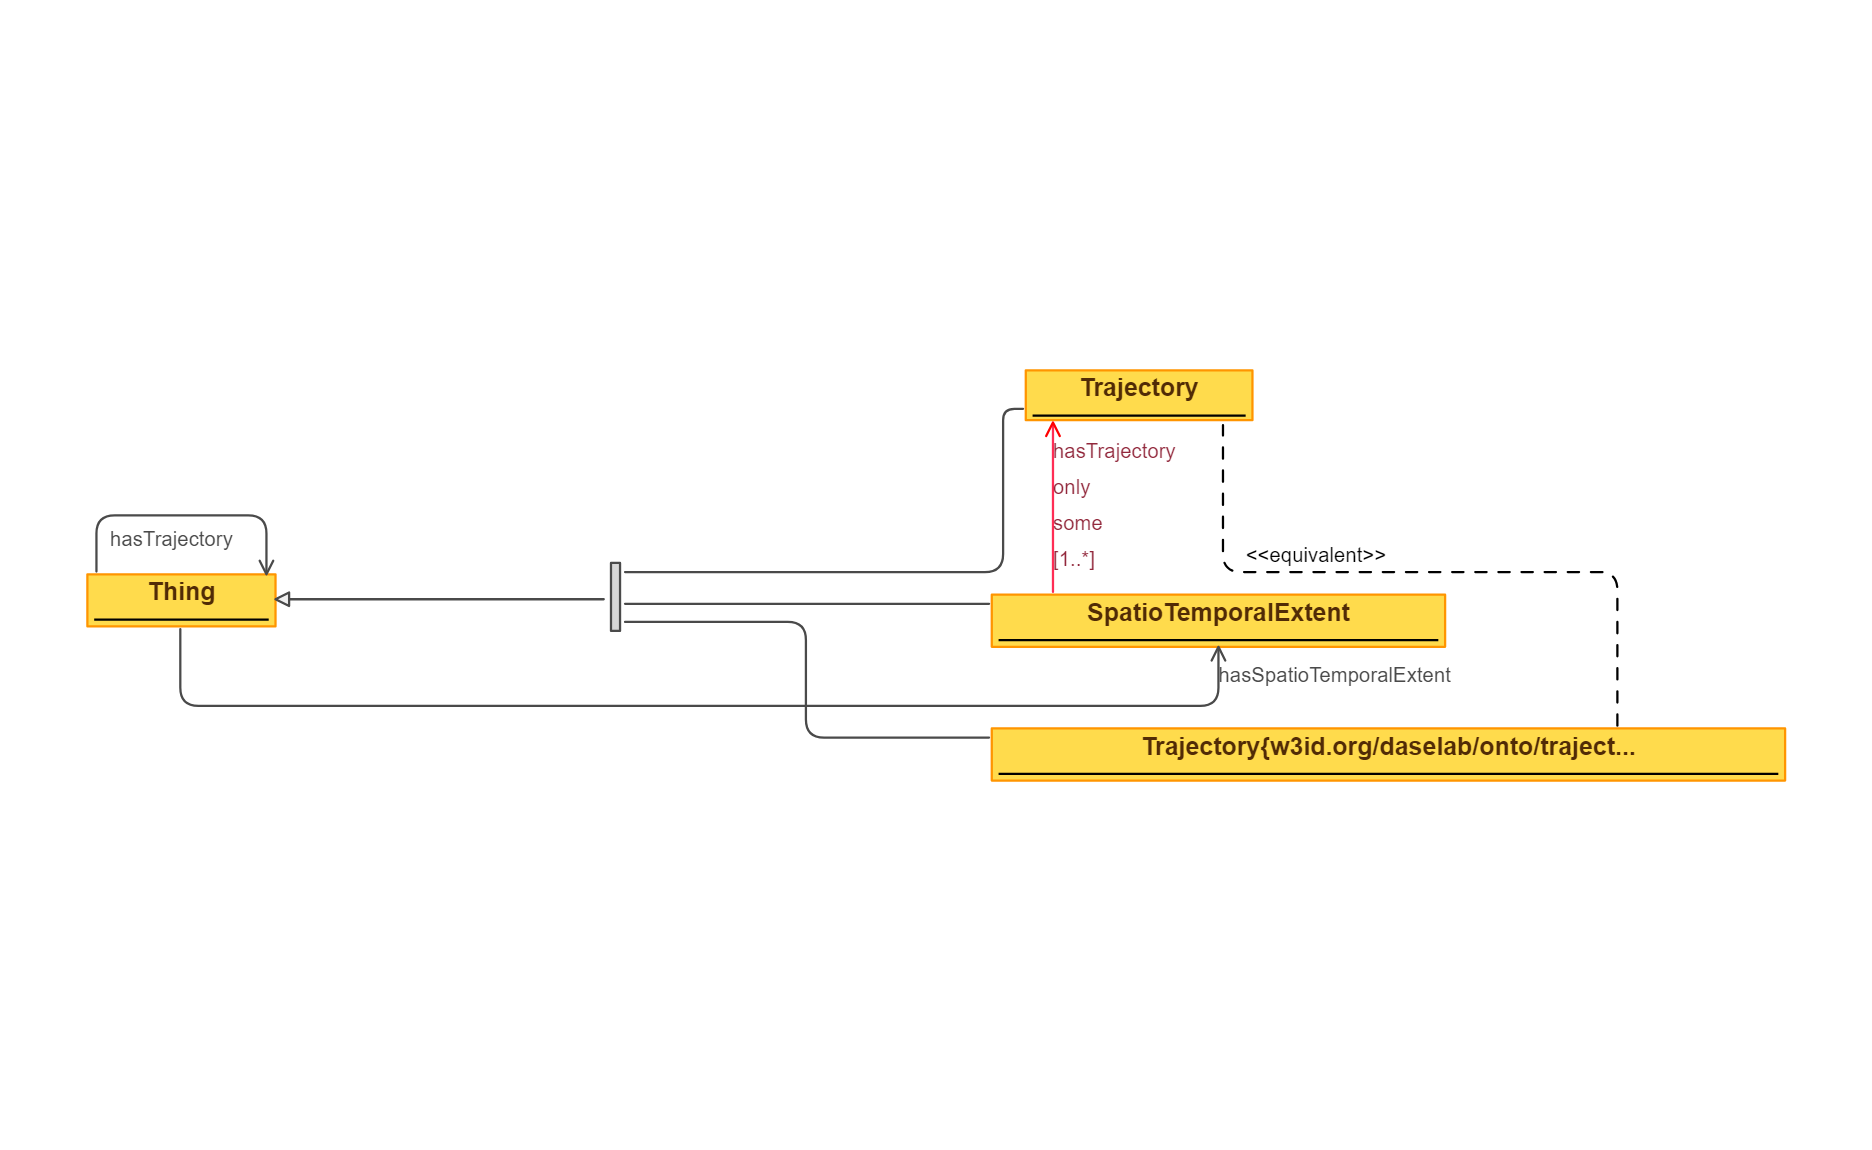 Trajectory
hasTrajectory
only
some
[1..*]
hasTrajectory
<<equivalent>>
Thing
SpatioTemporalExtent
hasSpatioTemporalExtent
Trajectory{w3id.org/daselab/onto/traject...